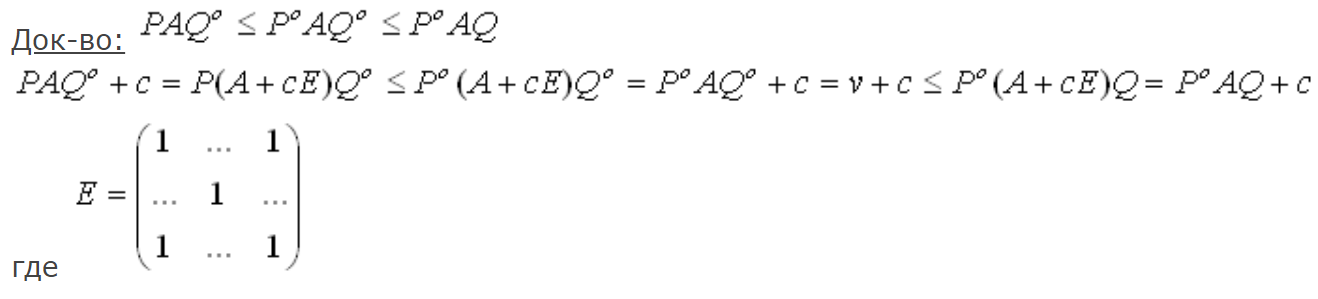 Док-во: PAQ° ≤ P°AQ° ≤ P°AQ
PAQ° + c = P(A + cE)Q° ≤ P° (A + cE)Q° = P°AQ° + c = v + c ≤ P° (A + cE)Q = P°AQ + c
1 ... 1
E = ... 1 ...
1 ... 1
где